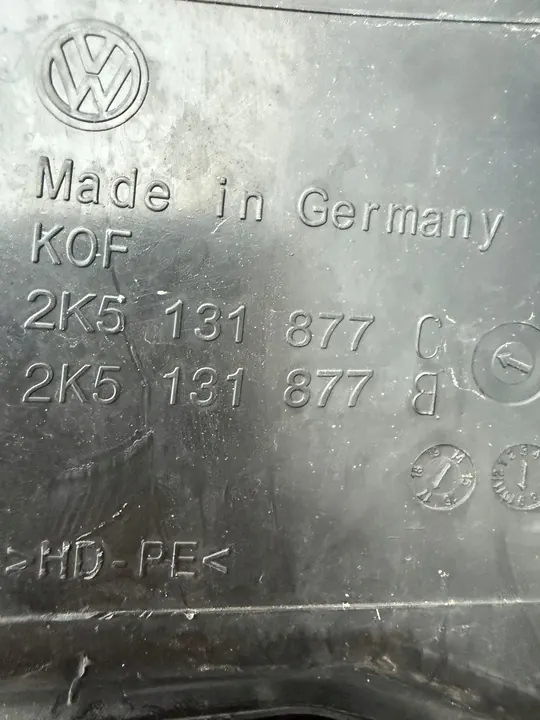 Made in Germany
KOF
2K5 131 877 C
2K5 131 877 B
>HD-PE<